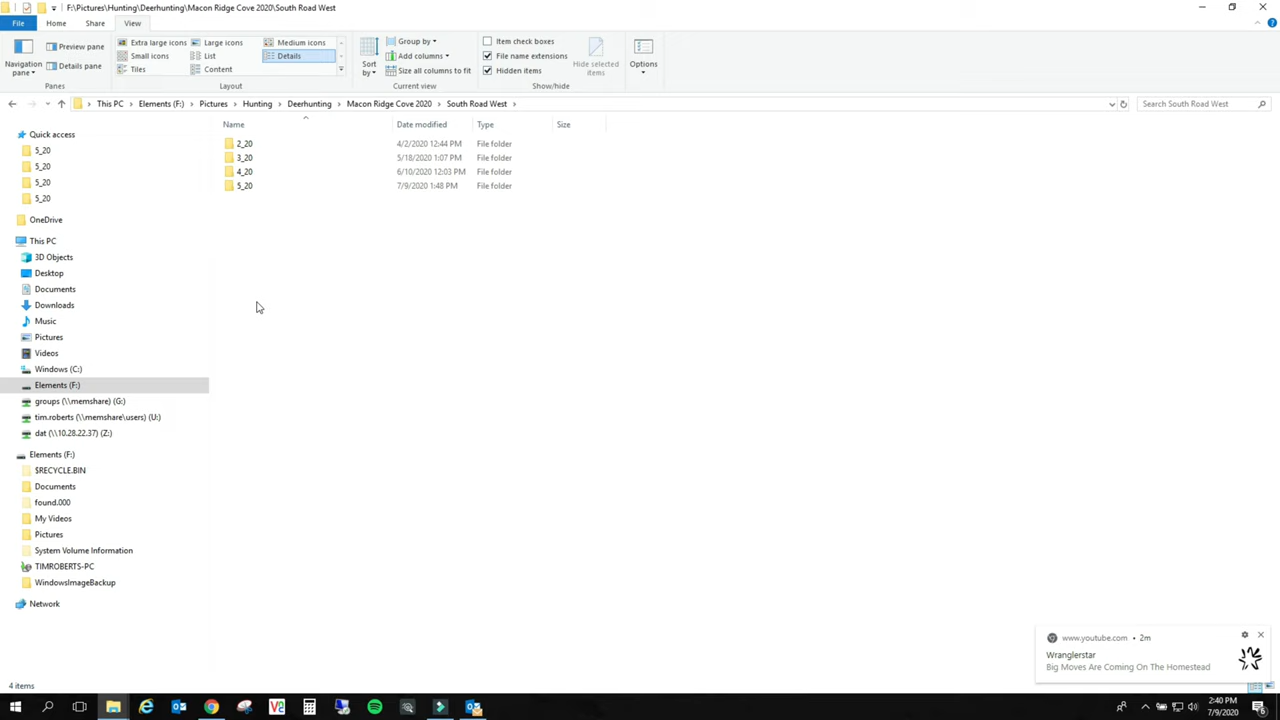 F:\Pictures\Hunting\Deerhunting\Macon Ridge Cove 2020\South Road West
File Home Share View
Navigation pane
Preview pane
Details pane
Panes
Extra large icons Large icons Medium icons
Small icons List Details
Tiles Content
Layout
Sort by
Group by
Add columns
Size all columns to fit
Current view
Item check boxes
File name extensions
Hidden items
Hide selected items
Show/hide
Options
This PC Elements (F:) Pictures Hunting Deerhunting Macon Ridge Cove 2020 South Road West
Search South Road West
Name Date modified Type Size
2_20 4/2/2020 12:44 PM File folder
3_20 5/18/2020 1:07 PM File folder
4_20 6/10/2020 12:03 PM File folder
5_20 7/9/2020 1:48 PM File folder
Quick access
5_20
5_20
5_20
5_20
OneDrive
This PC
3D Objects
Desktop
Documents
Downloads
Music
Pictures
Videos
Windows (C:)
Elements (F:)
groups (\\memshare) (G:)
tim.roberts (\\memshare\users) (U:)
dat (\\10.28.22.37) (Z:)
Elements (F:)
$RECYCLE.BIN
Documents
found.000
My Videos
Pictures
System Volume Information
TIMROBERTS-PC
WindowsImageBackup
Network
www.youtube.com • 2m
Wranglerstar
Big Moves Are Coming On The Homestead
4 items
2:40 PM
7/9/2020